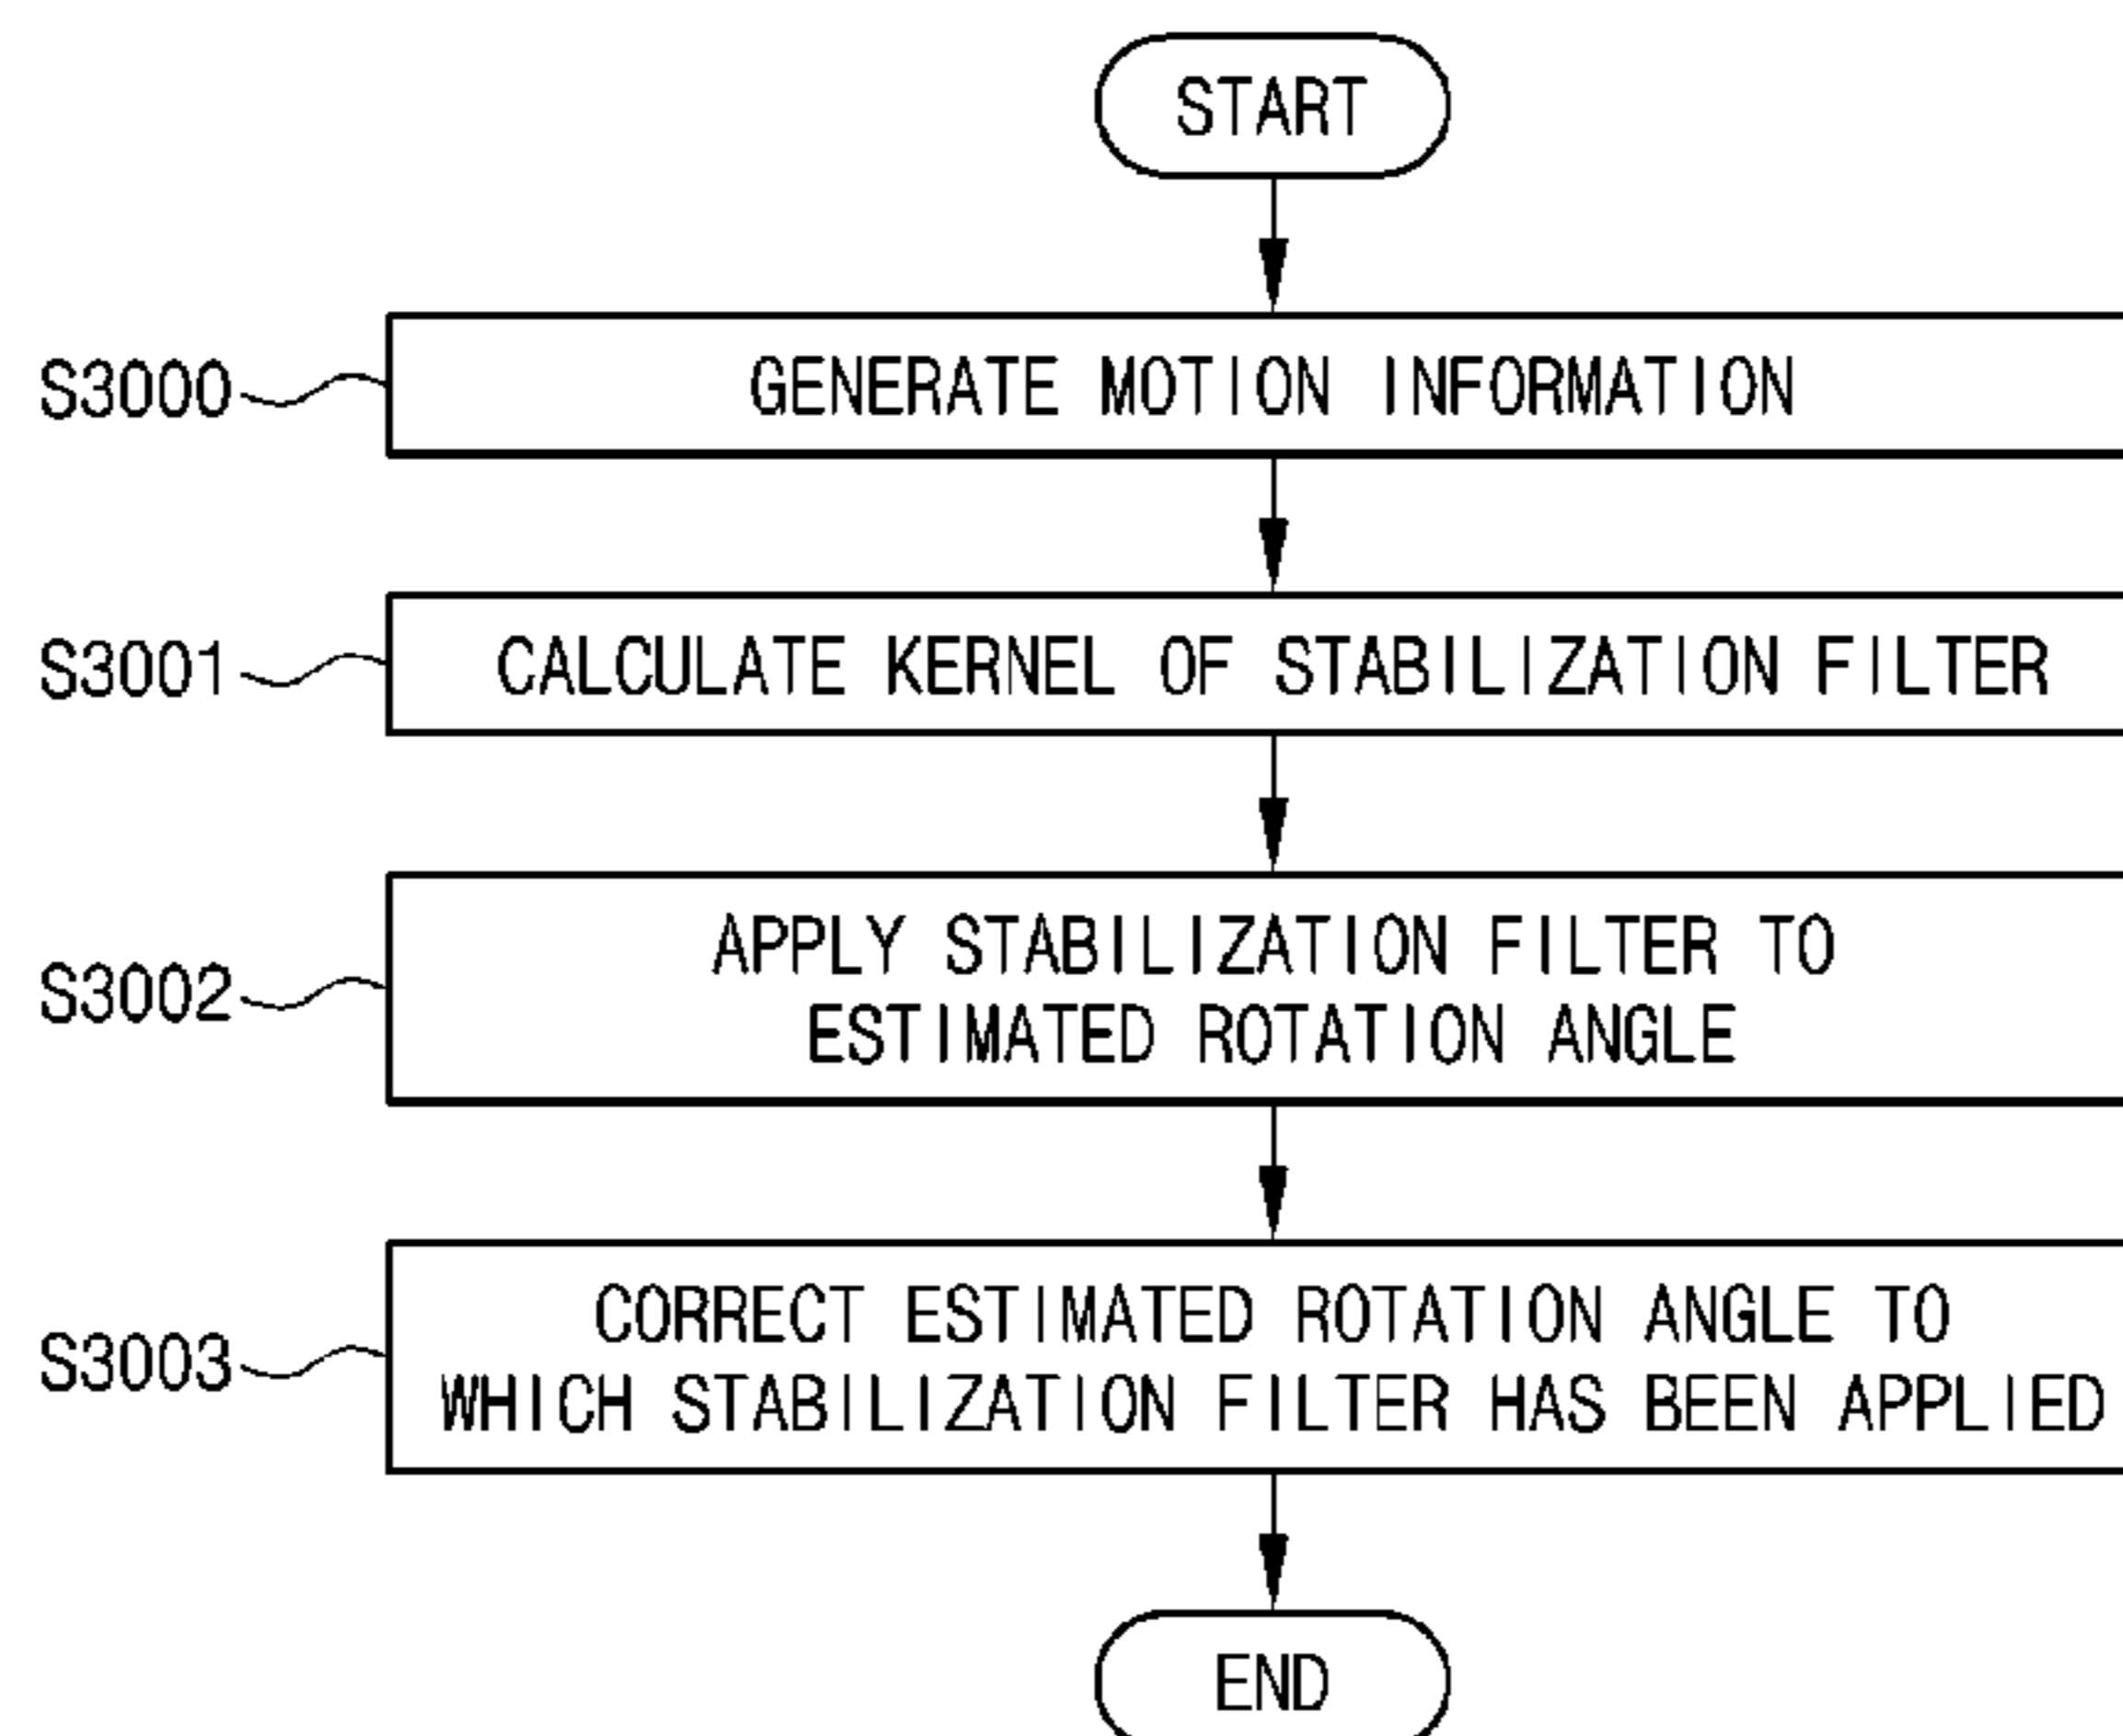 START
S3000
GENERATE MOTION INFORMATION
S3001
CALCULATE KERNEL OF STABILIZATION FILTER
S3002
APPLY STABILIZATION FILTER TO
ESTIMATED ROTATION ANGLE
S3003
CORRECT ESTIMATED ROTATION ANGLE TO
WHICH STABILIZATION FILTER HAS BEEN APPLIED
END